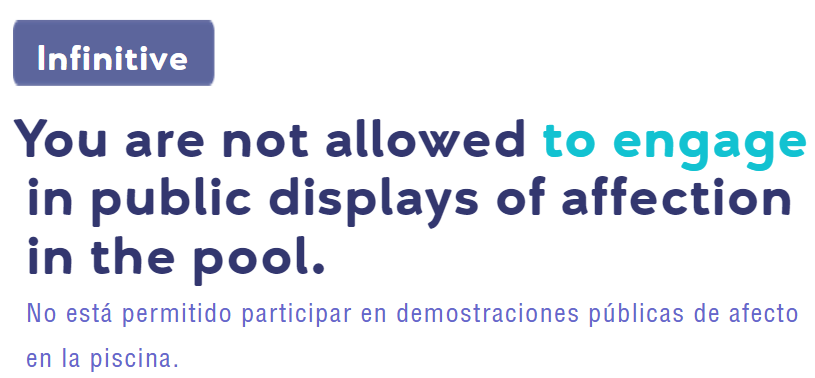 Infinitive
You are not allowed to engage
in public displays of affection
in the pool.
No está permitido participar en demostraciones públicas de afecto
en la piscina.